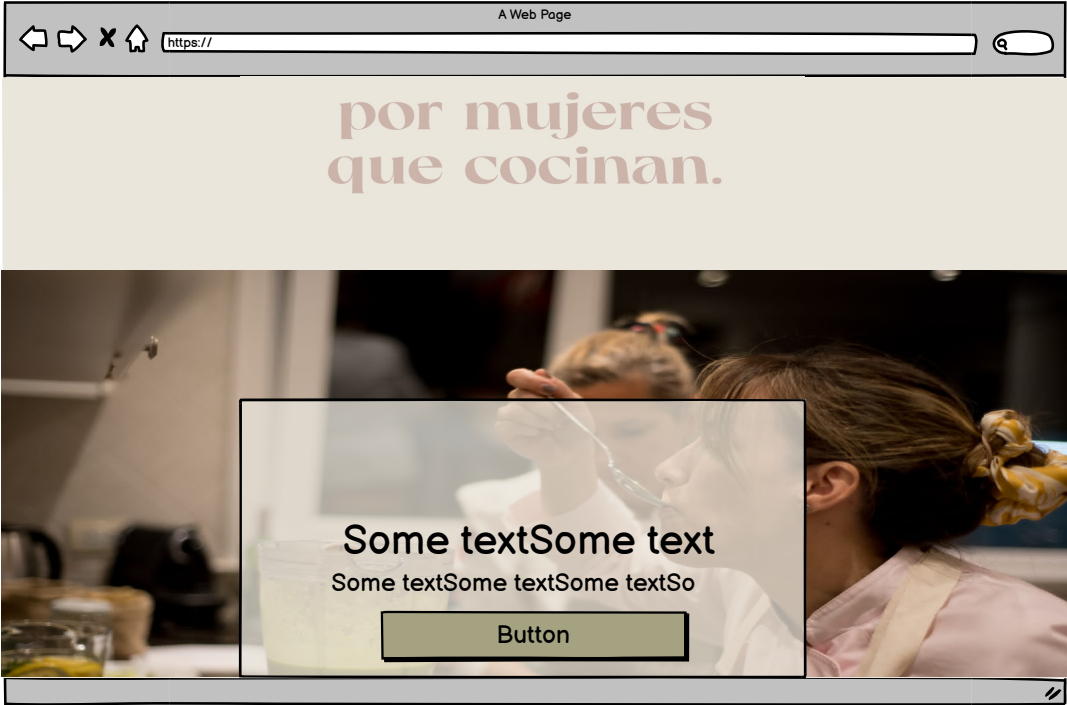 A Web Page
https://
por mujeres
que cocinan.
Some textSome text
Some textSome textSome textSo
Button